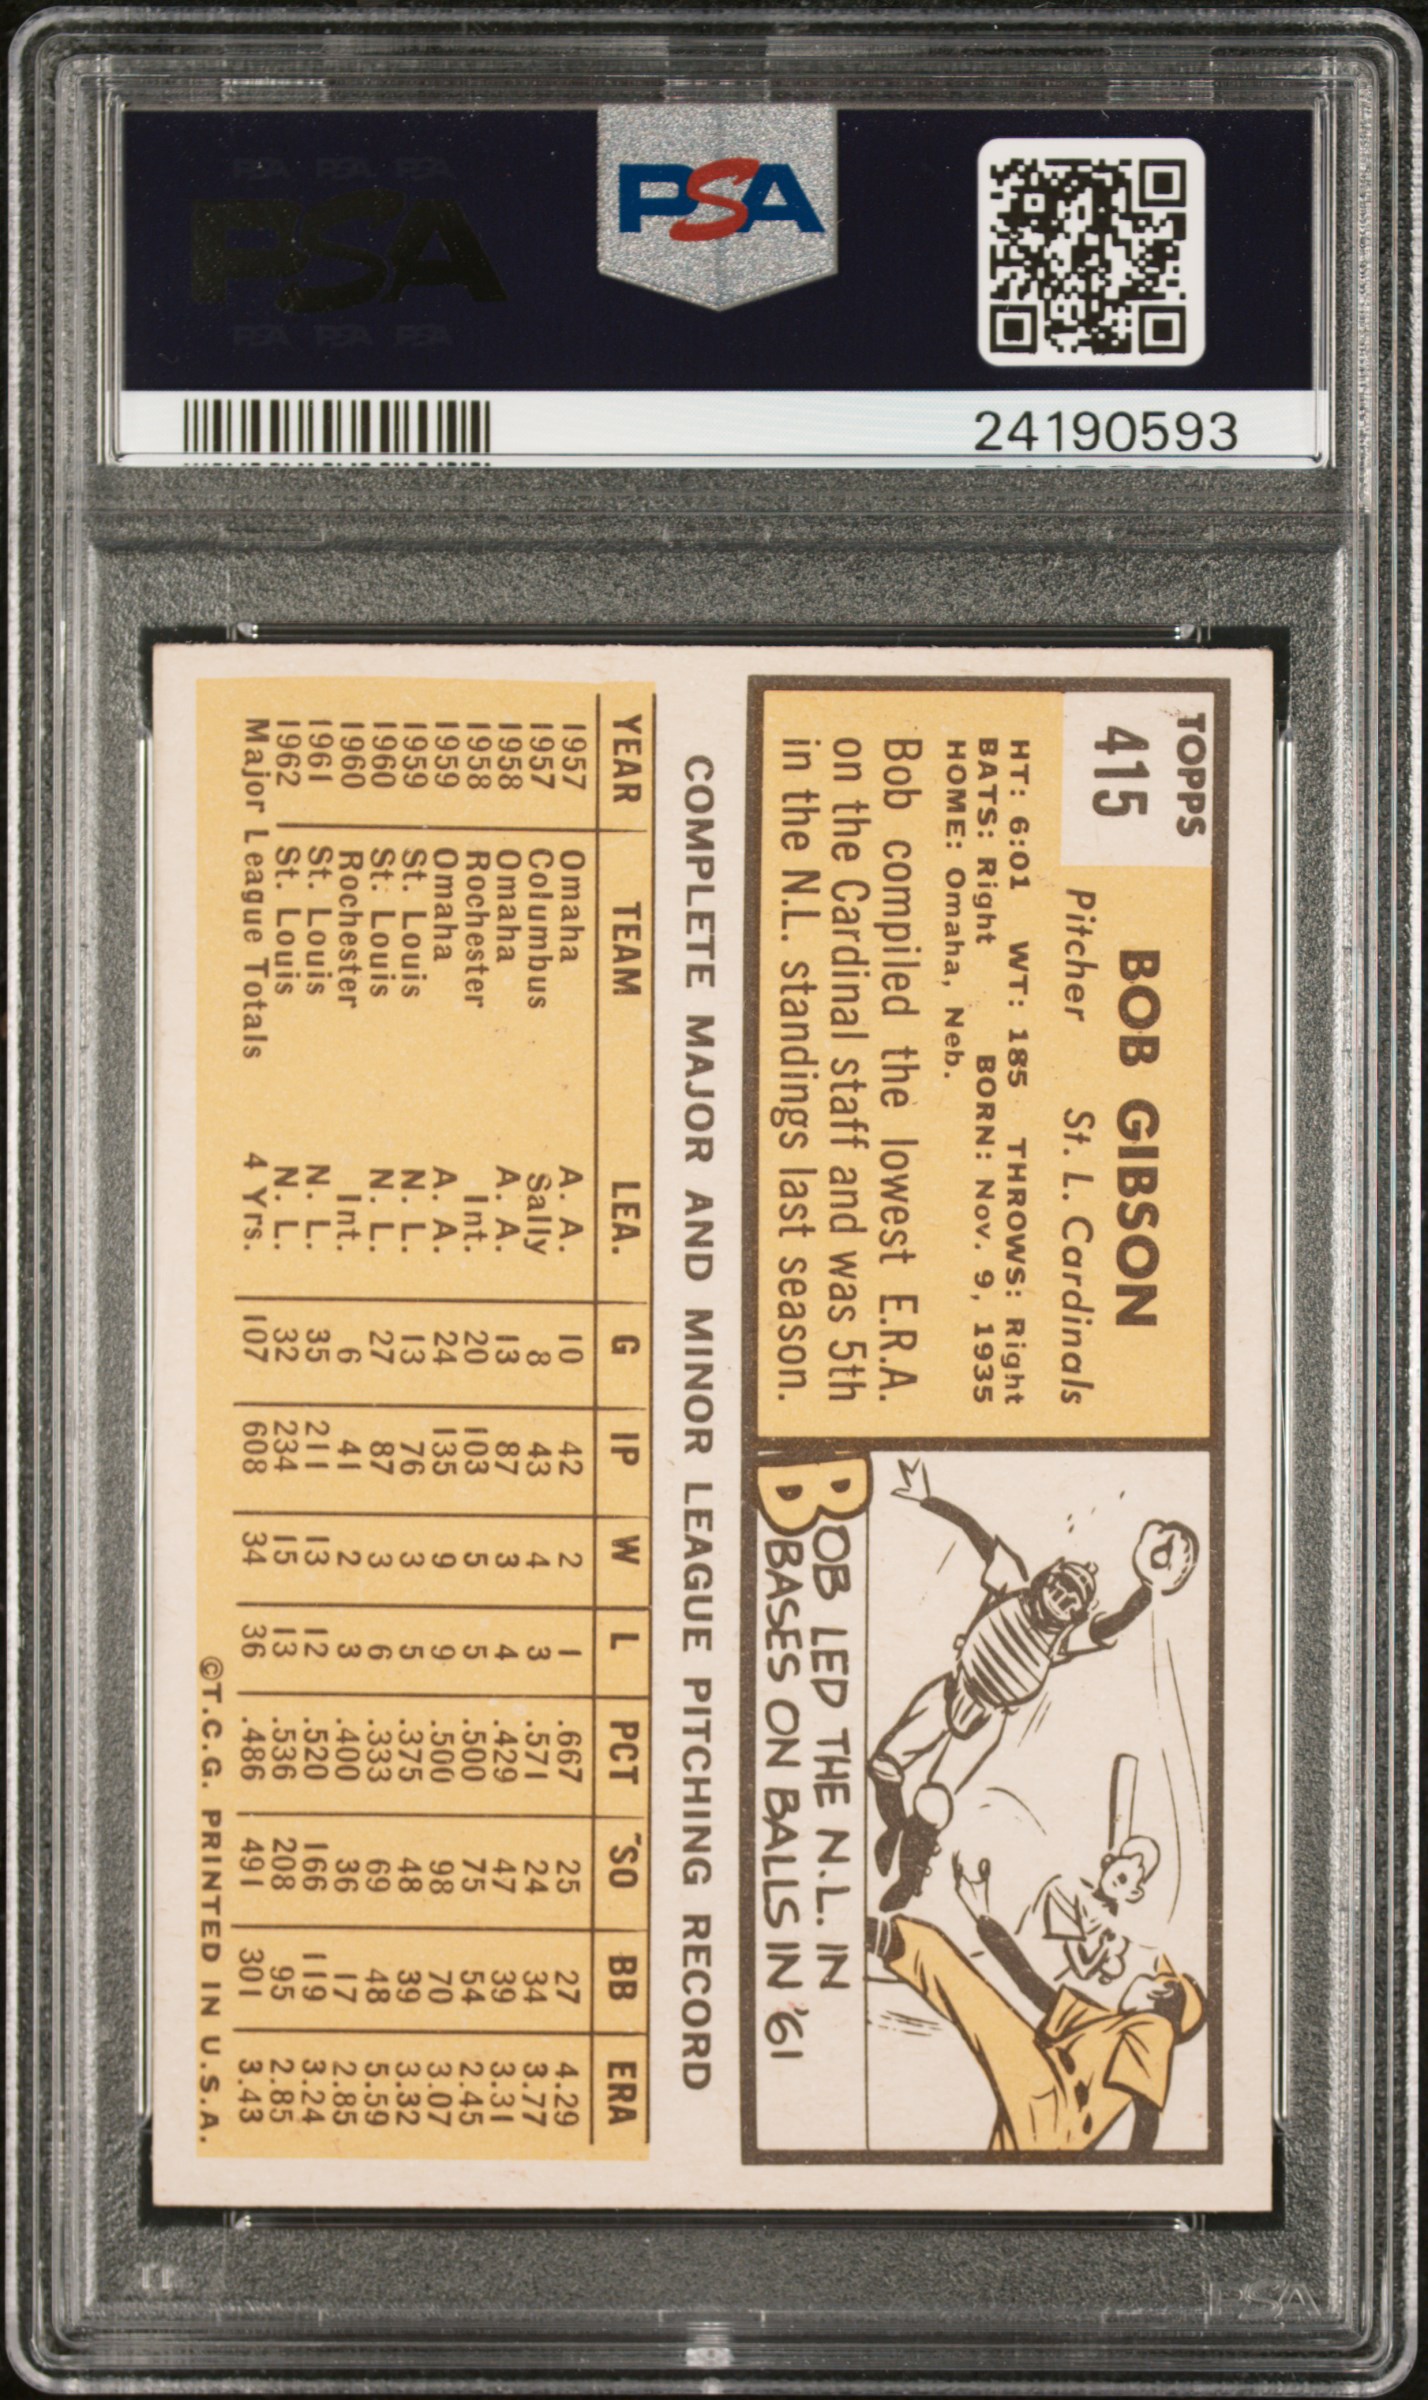 PSA PSA PSA
PSA
PSA PSA PSA
PSA
24190593
TOPPS
415
BOB GIBSON
Pitcher St. L. Cardinals
HT: 6:01 WT: 185 THROWS: Right
BATS: Right BORN: Nov. 9, 1935
HOME: Omaha, Neb.
Bob compiled the lowest E.R.A.
on the Cardinal staff and was 5th
in the N.L. standings last season.
BOB LED THE N.L. IN
BASES ON BALLS IN '61
COMPLETE MAJOR AND MINOR LEAGUE PITCHING RECORD
YEAR TEAM LEA. G IP W L PCT SO BB ERA
1957 Omaha A. A. 10 42 2 1 .667 25 27 4.29
1957 Columbus Sally 8 43 4 3 .571 24 34 3.77
1958 Omaha A. A. 13 87 3 4 .429 47 39 3.31
1958 Rochester Int. 20 103 5 5 .500 75 54 2.45
1959 Omaha A. A. 24 135 9 9 .500 98 70 3.07
1959 St. Louis N. L. 13 76 3 5 .375 48 39 3.32
1960 St. Louis N. L. 27 87 3 6 .333 69 48 5.59
1960 Rochester Int. 6 41 2 3 .400 36 17 2.85
1961 St. Louis N. L. 35 211 13 12 .520 166 119 3.24
1962 St. Louis N. L. 32 234 15 13 .536 208 95 2.85
Major League Totals 4 Yrs. 107 608 34 36 .486 491 301 3.43
©T.C.G. PRINTED IN U.S.A.
PSA